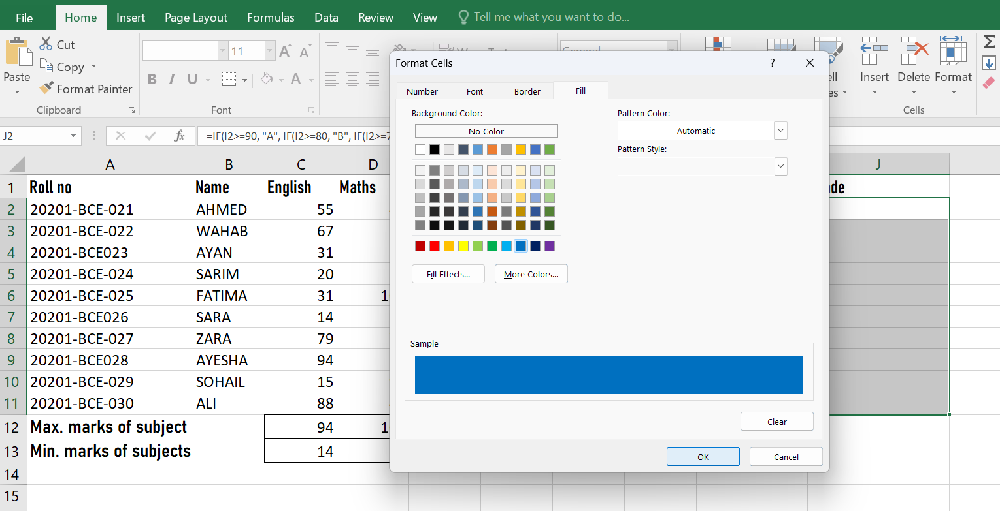 File Home Insert Page Layout Formulas Data Review View Tell me what you want to do...
Cut
Copy
Format Painter
Paste
Clipboard
11
B I U A
Font
General
Insert Delete Format
Cells
Format Cells ?
Number Font Border Fill
Background Color:
No Color
Fill Effects... More Colors...
Pattern Color:
Automatic
Pattern Style:
Sample
Clear
OK Cancel
J2 fx =IF(I2>=90, "A", IF(I2>=80, "B", IF(I2>=7
A B C D J
1 Roll no Name English Maths
2 20201-BCE-021 AHMED 55
3 20201-BCE-022 WAHAB 67
4 20201-BCE023 AYAN 31
5 20201-BCE-024 SARIM 20
6 20201-BCE-025 FATIMA 31 1
7 20201-BCE026 SARA 14
8 20201-BCE-027 ZARA 79
9 20201-BCE028 AYESHA 94
10 20201-BCE-029 SOHAIL 15
11 20201-BCE-030 ALI 88
12 Max. marks of subject 94 1
13 Min. marks of subjects 14
14
15